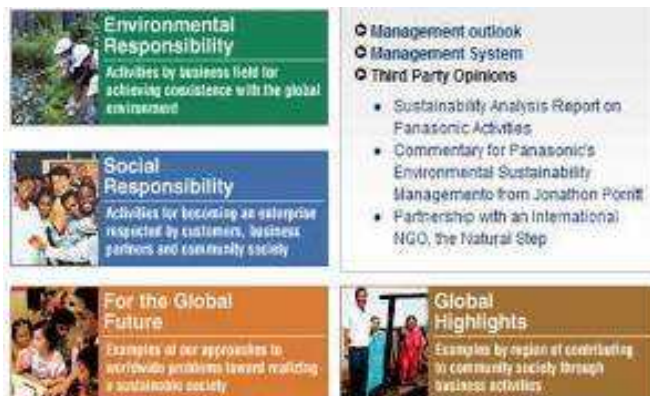 Environmental
Responsibility
Activities by business field for
achieving coexistence with the global
environment
Social
Responsibility
Activities for becoming an enterprise
respected by customers, business
partners and community society
For the Global
Future
Examples of our approaches to
worldwide problems toward realizing
a sustainable society
Management outlook
Management System
Third Party Opinions
Sustainability Analysis Report on
Panasonic Activities
Commentary for Panasonic's
Environmental Sustainability
Managemento from Jonathon Porritt
Partnership with an International
NGO, the Natural Step
Global
Highlights
Examples by region of contributing
to community society through
business activities